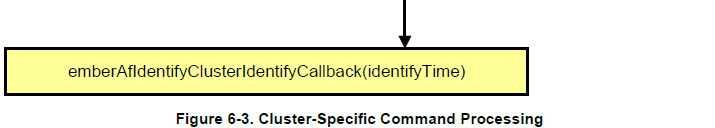 emberAfIdentifyClusterIdentifyCallback(identifyTime)
Figure 6-3. Cluster-Specific Command Processing